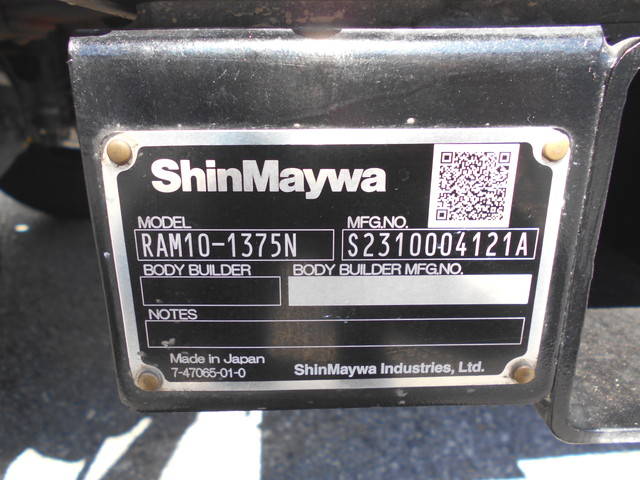 ShinMaywa
MODEL MFG.NO.
RAM10-1375N S2310004121A
BODY BUILDER BODY BUILDER MFG.NO.
NOTES
Made in Japan
7-47065-01-0 ShinMaywa Industries, Ltd.